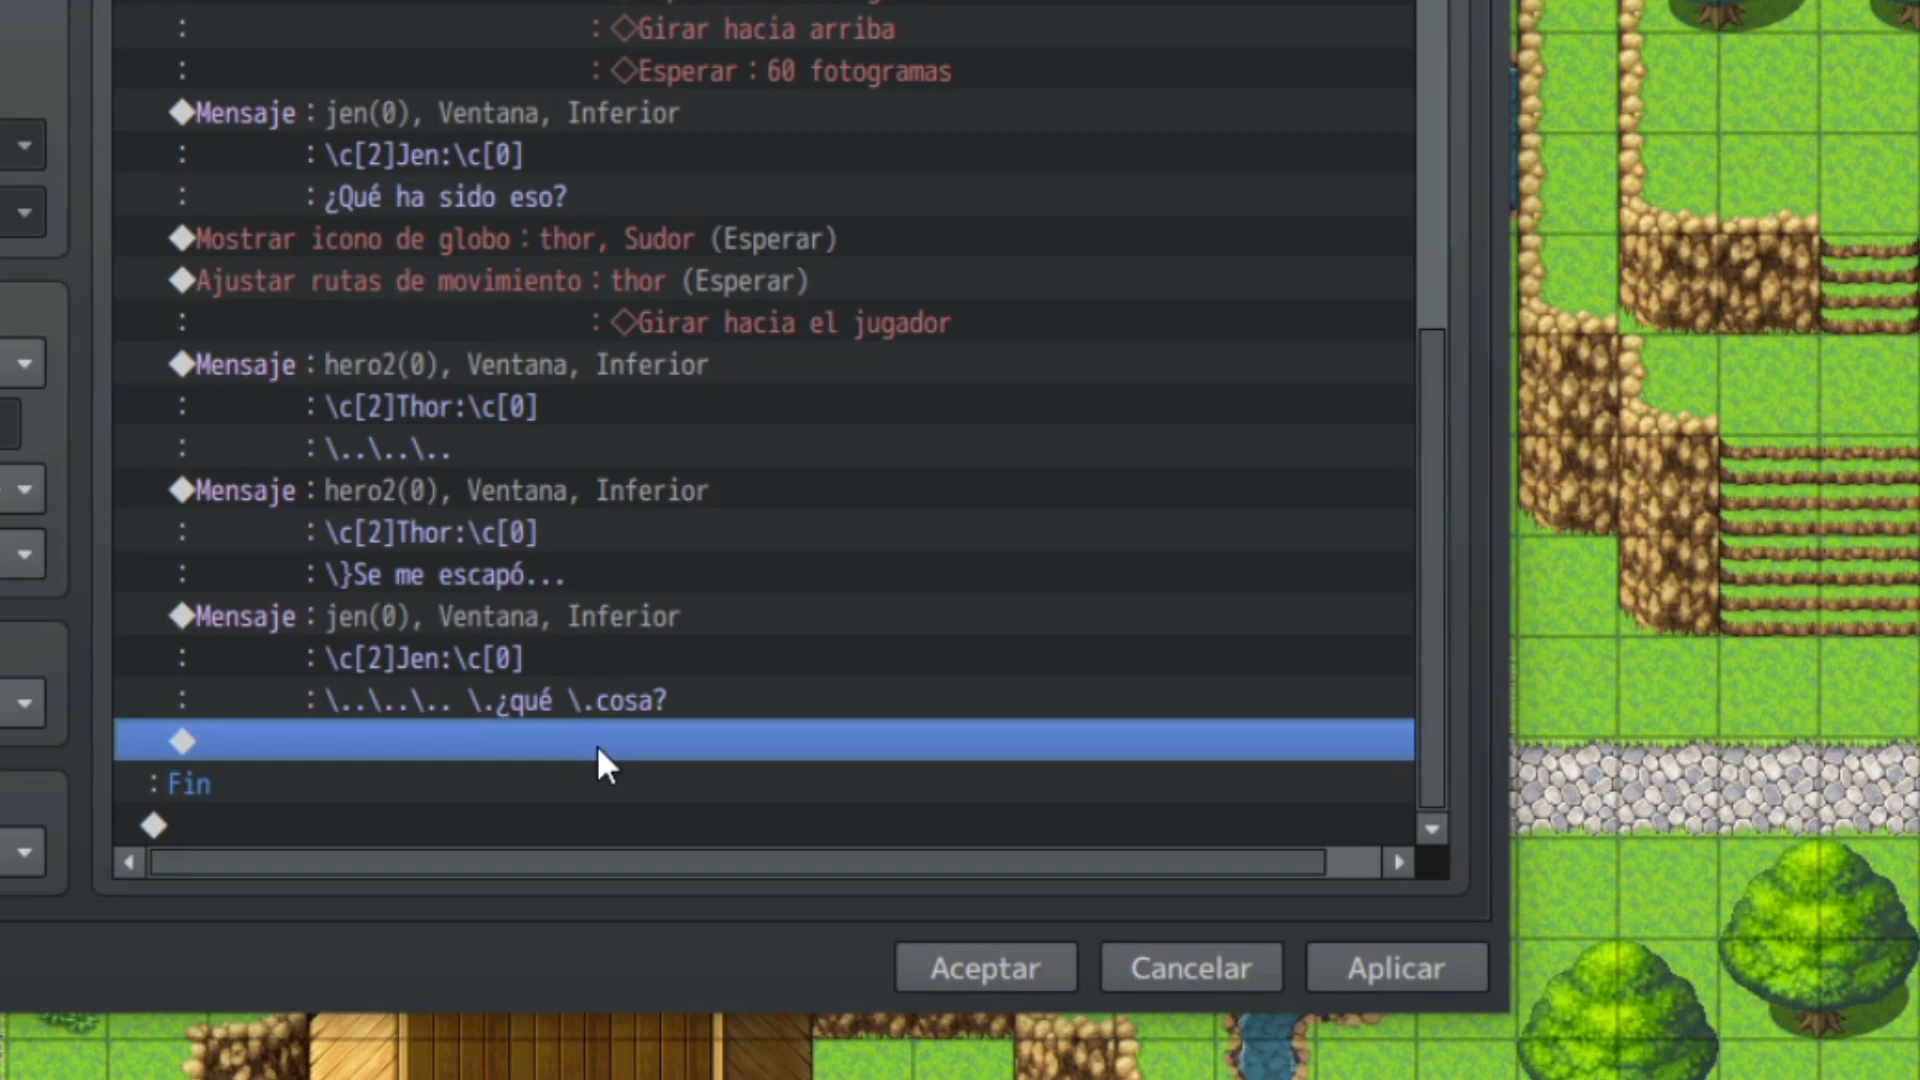 : : ◇Girar hacia arriba
: : ◇Esperar : 60 fotogramas
◆Mensaje : jen(0), Ventana, Inferior
: : \c[2]Jen:\c[0]
: : ¿Qué ha sido eso?
◆Mostrar icono de globo : thor, Sudor (Esperar)
◆Ajustar rutas de movimiento : thor (Esperar)
: : ◇Girar hacia el jugador
◆Mensaje : hero2(0), Ventana, Inferior
: : \c[2]Thor:\c[0]
: : \..\..\..
◆Mensaje : hero2(0), Ventana, Inferior
: : \c[2]Thor:\c[0]
: : \}Se me escapó...
◆Mensaje : jen(0), Ventana, Inferior
: : \c[2]Jen:\c[0]
: : \..\..\.. \.¿qué \.cosa?
◆
: Fin
◆
Aceptar Cancelar Aplicar